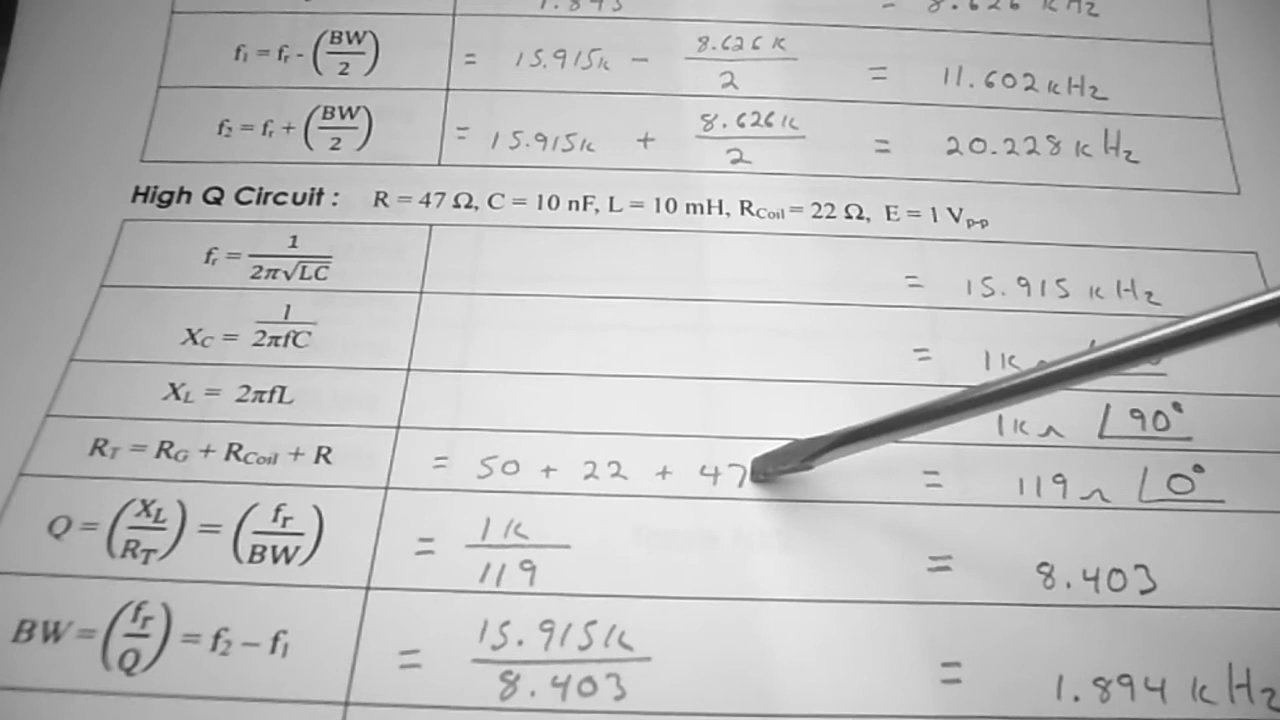 = 8.626 kHz
f₁ = fᵣ - (BW/2) = 15.915k - 8.626k/2 = 11.602 kHz
f₂ = fᵣ + (BW/2) = 15.915k + 8.626k/2 = 20.228 kHz
High Q Circuit : R = 47 Ω, C = 10 nF, L = 10 mH, R_Coil = 22 Ω, E = 1 V_p-p
fᵣ = 1/2π√LC = 15.915 kHz
X_C = 1/2πfC = 1k
X_L = 2πfL 1kΩ ∠90°
R_T = R_G + R_Coil + R = 50 + 22 + 47 = 119Ω ∠0°
Q = (X_L/R_T) = (fᵣ/BW) = 1k/119 = 8.403
BW = (fᵣ/Q) = f₂ – f₁ = 15.915k/8.403 = 1.894 kHz